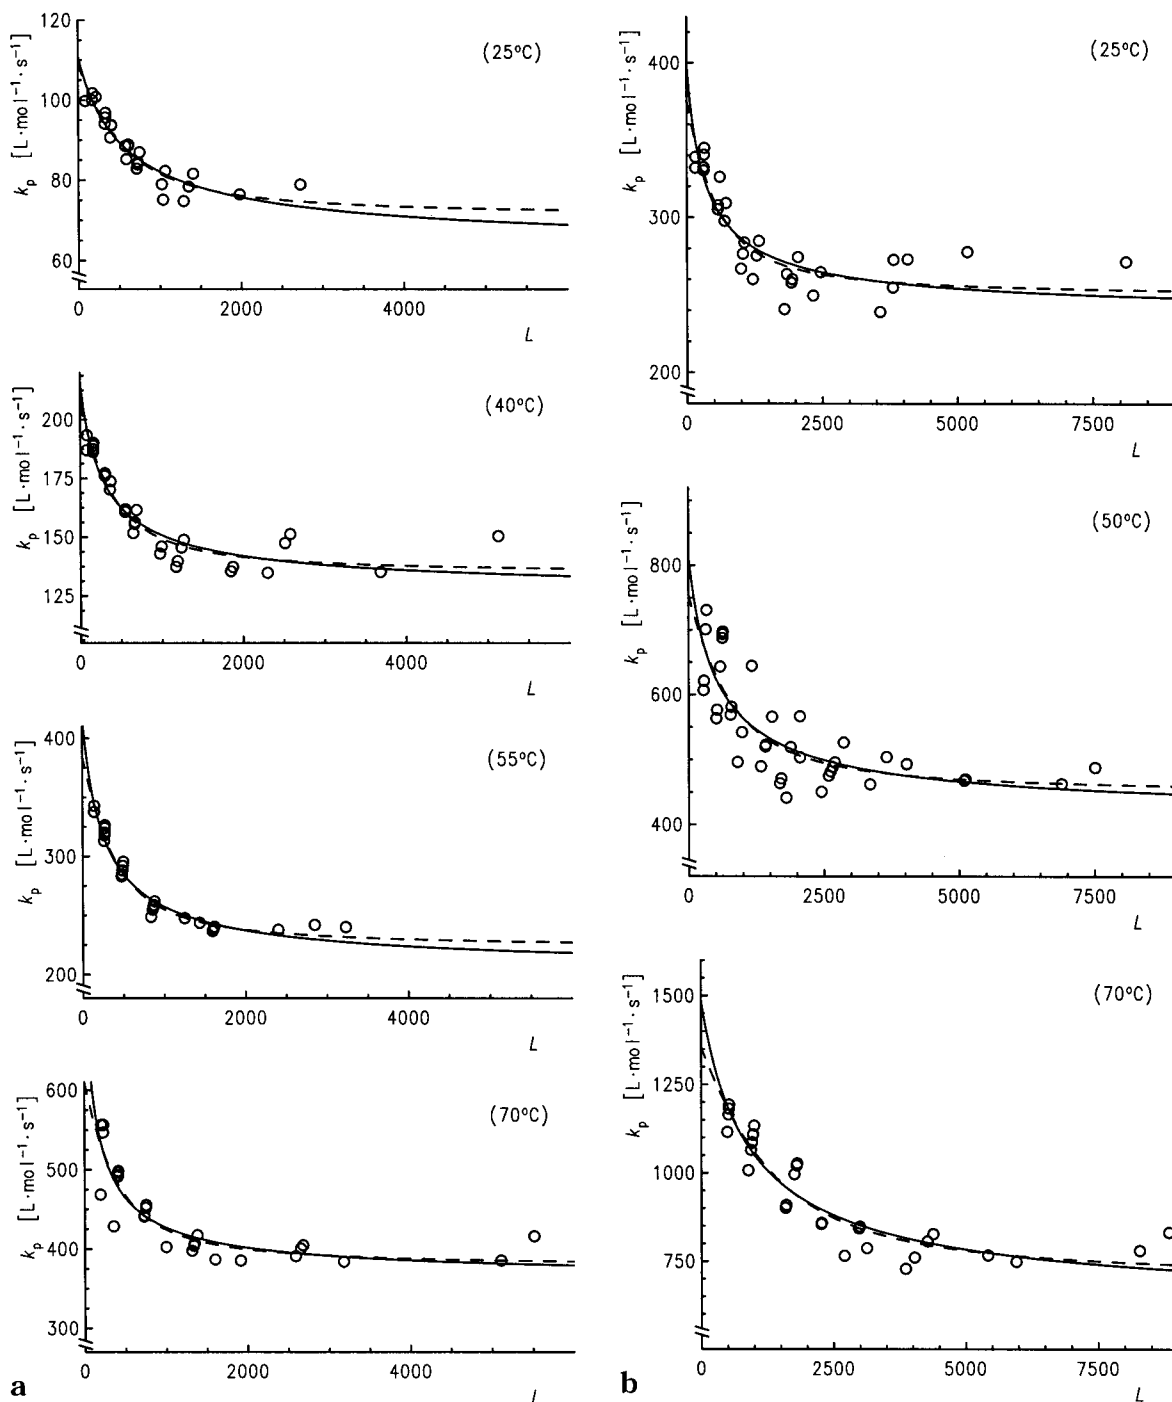 120
100
80
60
k_p [L·mol⁻¹·s⁻¹]
(25°C)
0 2000 4000
L
200
175
150
125
k_p [L·mol⁻¹·s⁻¹]
(40°C)
0 2000 4000
L
400
300
200
k_p [L·mol⁻¹·s⁻¹]
(55°C)
0 2000 4000
L
600
500
400
300
k_p [L·mol⁻¹·s⁻¹]
(70°C)
0 2000 4000
L
a
400
300
200
k_p [L·mol⁻¹·s⁻¹]
(25°C)
0 2500 5000 7500
L
800
600
400
k_p [L·mol⁻¹·s⁻¹]
(50°C)
0 2500 5000 7500
L
1500
1250
1000
750
k_p [L·mol⁻¹·s⁻¹]
(70°C)
0 2500 5000 7500
L
b